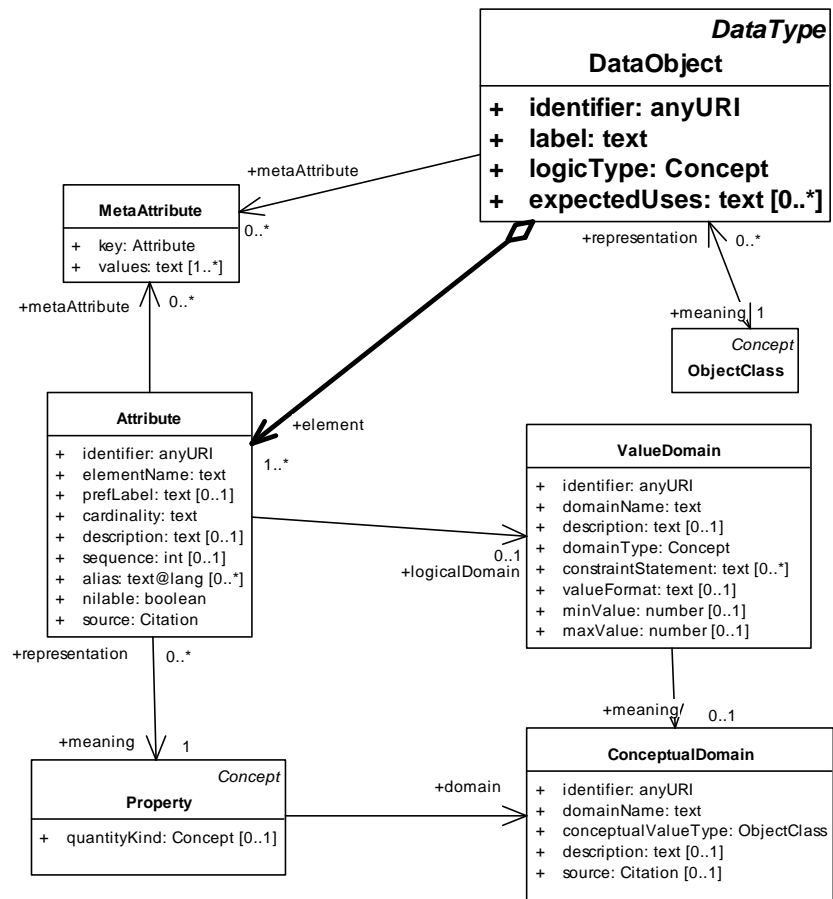 DataType
DataObject
+ identifier: anyURI
+ label: text
+ logicType: Concept
+ expectedUses: text [0..*]
+metaAttribute
MetaAttribute
+ key: Attribute
+ values: text [1..*]
0..*
+representation
0..*
+metaAttribute
0..*
+meaning
1
Concept
ObjectClass
Attribute
+ identifier: anyURI
+ elementName: text
+ prefLabel: text [0..1]
+ cardinality: text
+ description: text [0..1]
+ sequence: int [0..1]
+ alias: text@lang [0..*]
+ nilable: boolean
+ source: Citation
+element
1..*
ValueDomain
+ identifier: anyURI
+ domainName: text
+ description: text [0..1]
+ domainType: Concept
+ constraintStatement: text [0..*]
+ valueFormat: text [0..1]
+ minValue: number [0..1]
+ maxValue: number [0..1]
0..1
+logicalDomain
+representation
0..*
+meaning
1
+meaning
0..1
Concept
Property
+ quantityKind: Concept [0..1]
+domain
ConceptualDomain
+ identifier: anyURI
+ domainName: text
+ conceptualValueType: ObjectClass
+ description: text [0..1]
+ source: Citation [0..1]